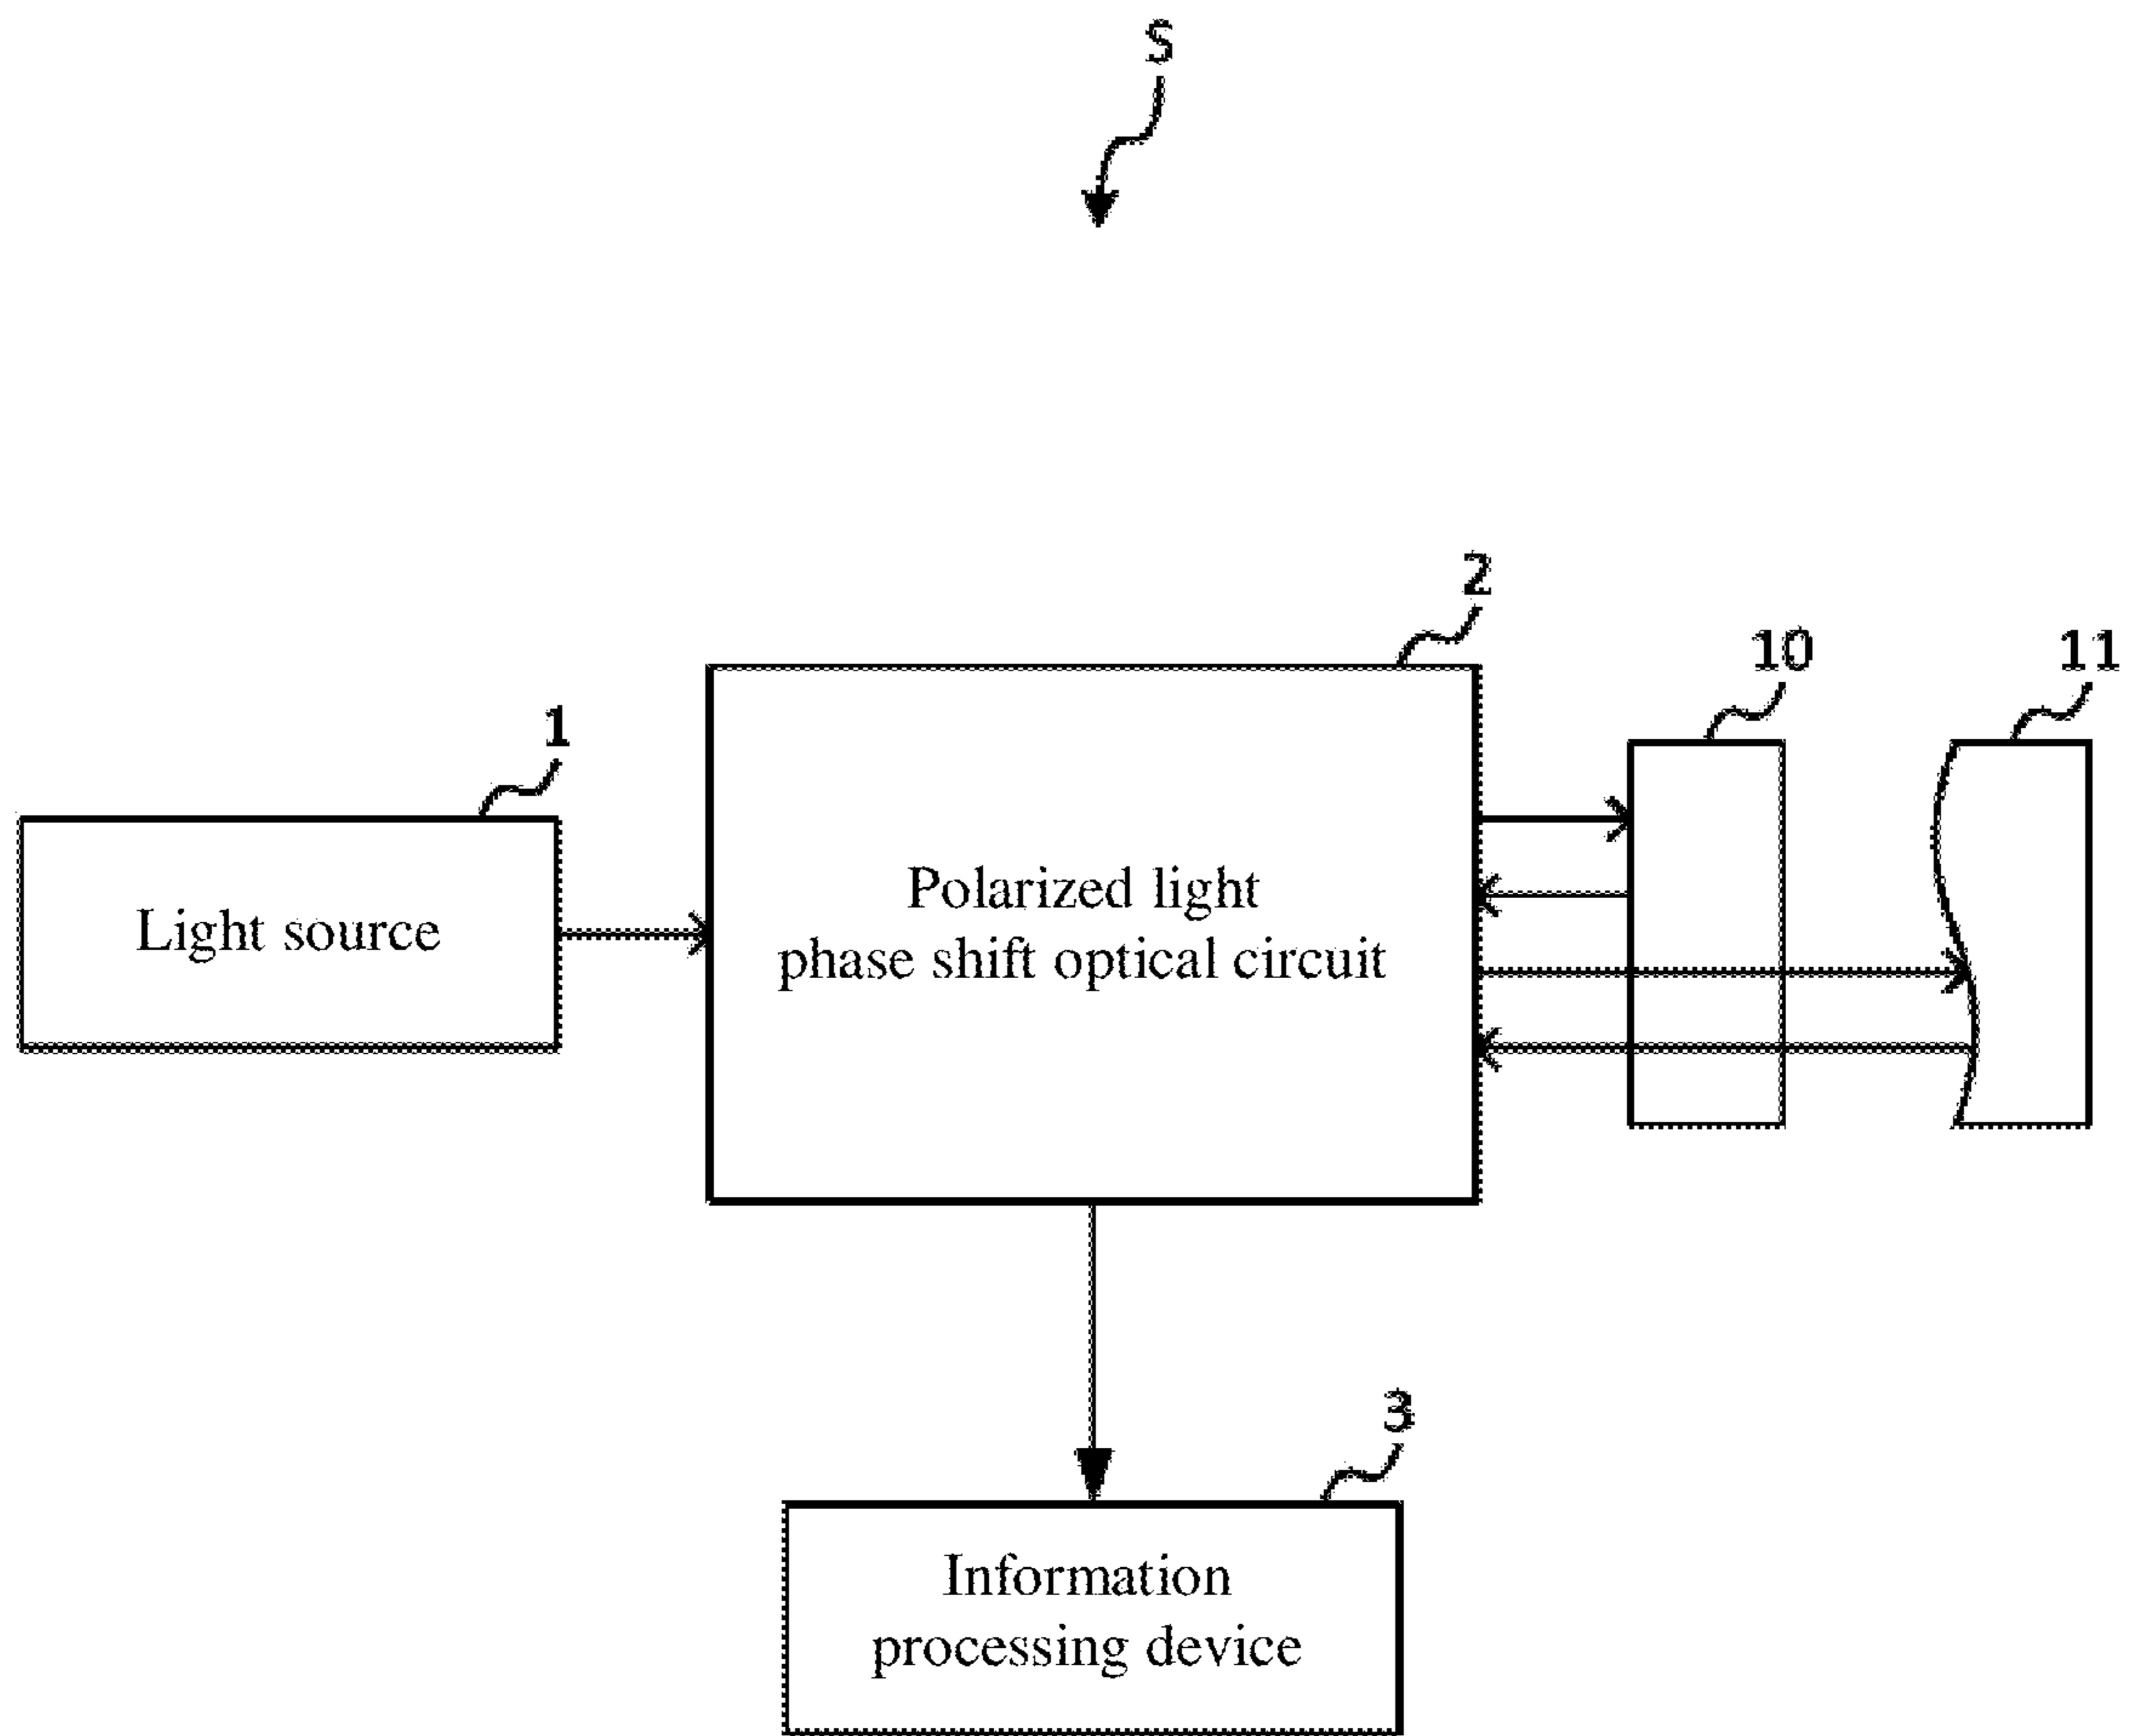 S
2
10
11
1
Light source
Polarized light
phase shift optical circuit
3
Information
processing device